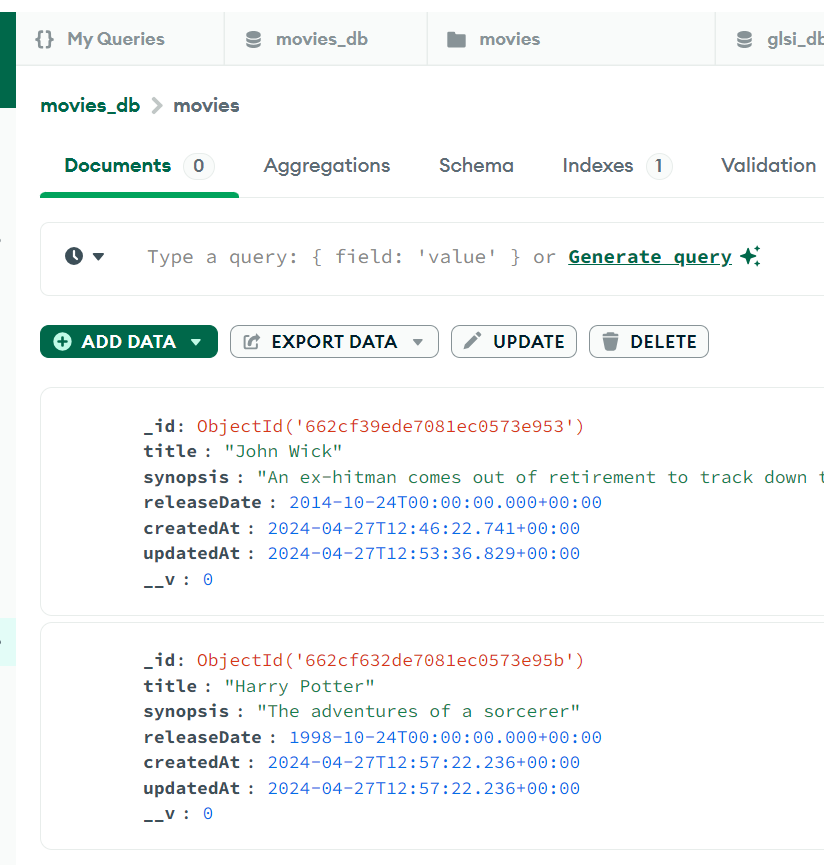 {} My Queries movies_db movies glsi_db
movies_db > movies
Documents 0 Aggregations Schema Indexes 1 Validation
Type a query: { field: 'value' } or Generate query
ADD DATA EXPORT DATA UPDATE DELETE
_id: ObjectId('662cf39ede7081ec0573e953')
title : "John Wick"
synopsis : "An ex-hitman comes out of retirement to track down
releaseDate : 2014-10-24T00:00:00.000+00:00
createdAt : 2024-04-27T12:46:22.741+00:00
updatedAt : 2024-04-27T12:53:36.829+00:00
__v : 0
_id: ObjectId('662cf632de7081ec0573e95b')
title : "Harry Potter"
synopsis : "The adventures of a sorcerer"
releaseDate : 1998-10-24T00:00:00.000+00:00
createdAt : 2024-04-27T12:57:22.236+00:00
updatedAt : 2024-04-27T12:57:22.236+00:00
__v : 0